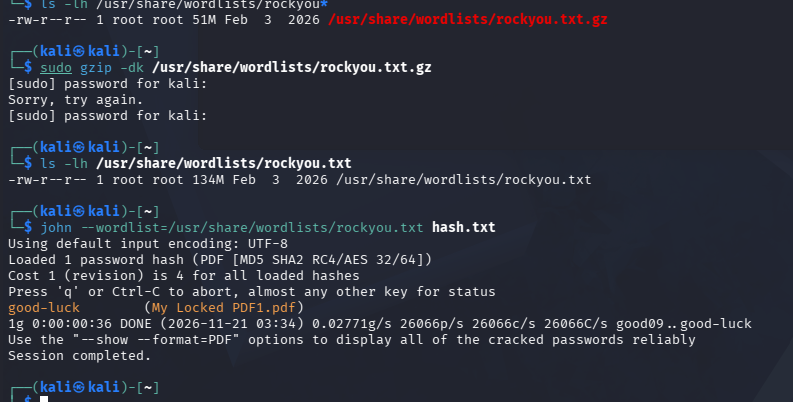 └─$ ls -lh /usr/share/wordlists/rockyou*
-rw-r--r-- 1 root root 51M Feb  3  2026 /usr/share/wordlists/rockyou.txt.gz
┌──(kali㉿kali)-[~]
└─$ sudo gzip -dk /usr/share/wordlists/rockyou.txt.gz
[sudo] password for kali:
Sorry, try again.
[sudo] password for kali:
┌──(kali㉿kali)-[~]
└─$ ls -lh /usr/share/wordlists/rockyou.txt
-rw-r--r-- 1 root root 134M Feb  3  2026 /usr/share/wordlists/rockyou.txt
┌──(kali㉿kali)-[~]
└─$ john --wordlist=/usr/share/wordlists/rockyou.txt hash.txt
Using default input encoding: UTF-8
Loaded 1 password hash (PDF [MD5 SHA2 RC4/AES 32/64])
Cost 1 (revision) is 4 for all loaded hashes
Press 'q' or Ctrl-C to abort, almost any other key for status
good-luck        (My Locked PDF1.pdf)
1g 0:00:00:36 DONE (2026-11-21 03:34) 0.02771g/s 26066p/s 26066c/s 26066C/s good09..good-luck
Use the "--show --format=PDF" options to display all of the cracked passwords reliably
Session completed.
┌──(kali㉿kali)-[~]
└─$